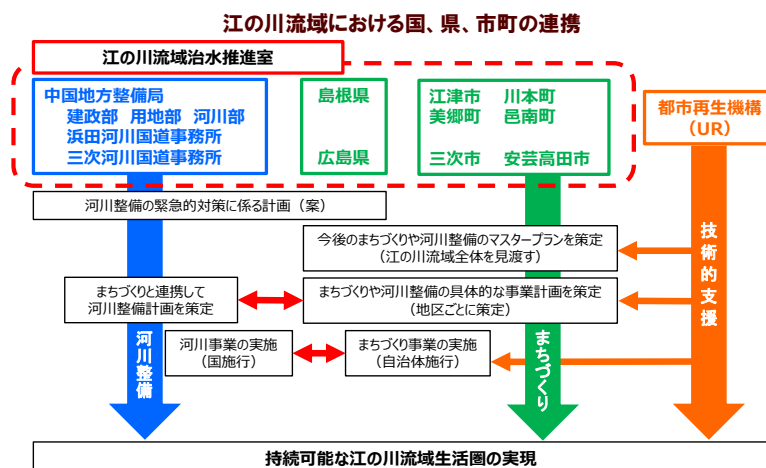 江の川流域における国、県、市町の連携
江の川流域治水推進室
中国地方整備局
建政部 用地部 河川部
浜田河川国道事務所
三次河川国道事務所
島根県
広島県
江津市 川本町
美郷町 邑南町
三次市 安芸高田市
都市再生機構
（UR）
河川整備の緊急的対策に係る計画（案）
今後のまちづくりや河川整備のマスタープランを策定
（江の川流域全体を見渡す）
まちづくりと連携して
河川整備計画を策定
まちづくりや河川整備の具体的な事業計画を策定
（地区ごとに策定）
河川事業の実施
（国施行）
まちづくり事業の実施
（自治体施行）
河川整備
まちづくり
技術的支援
持続可能な江の川流域生活圏の実現